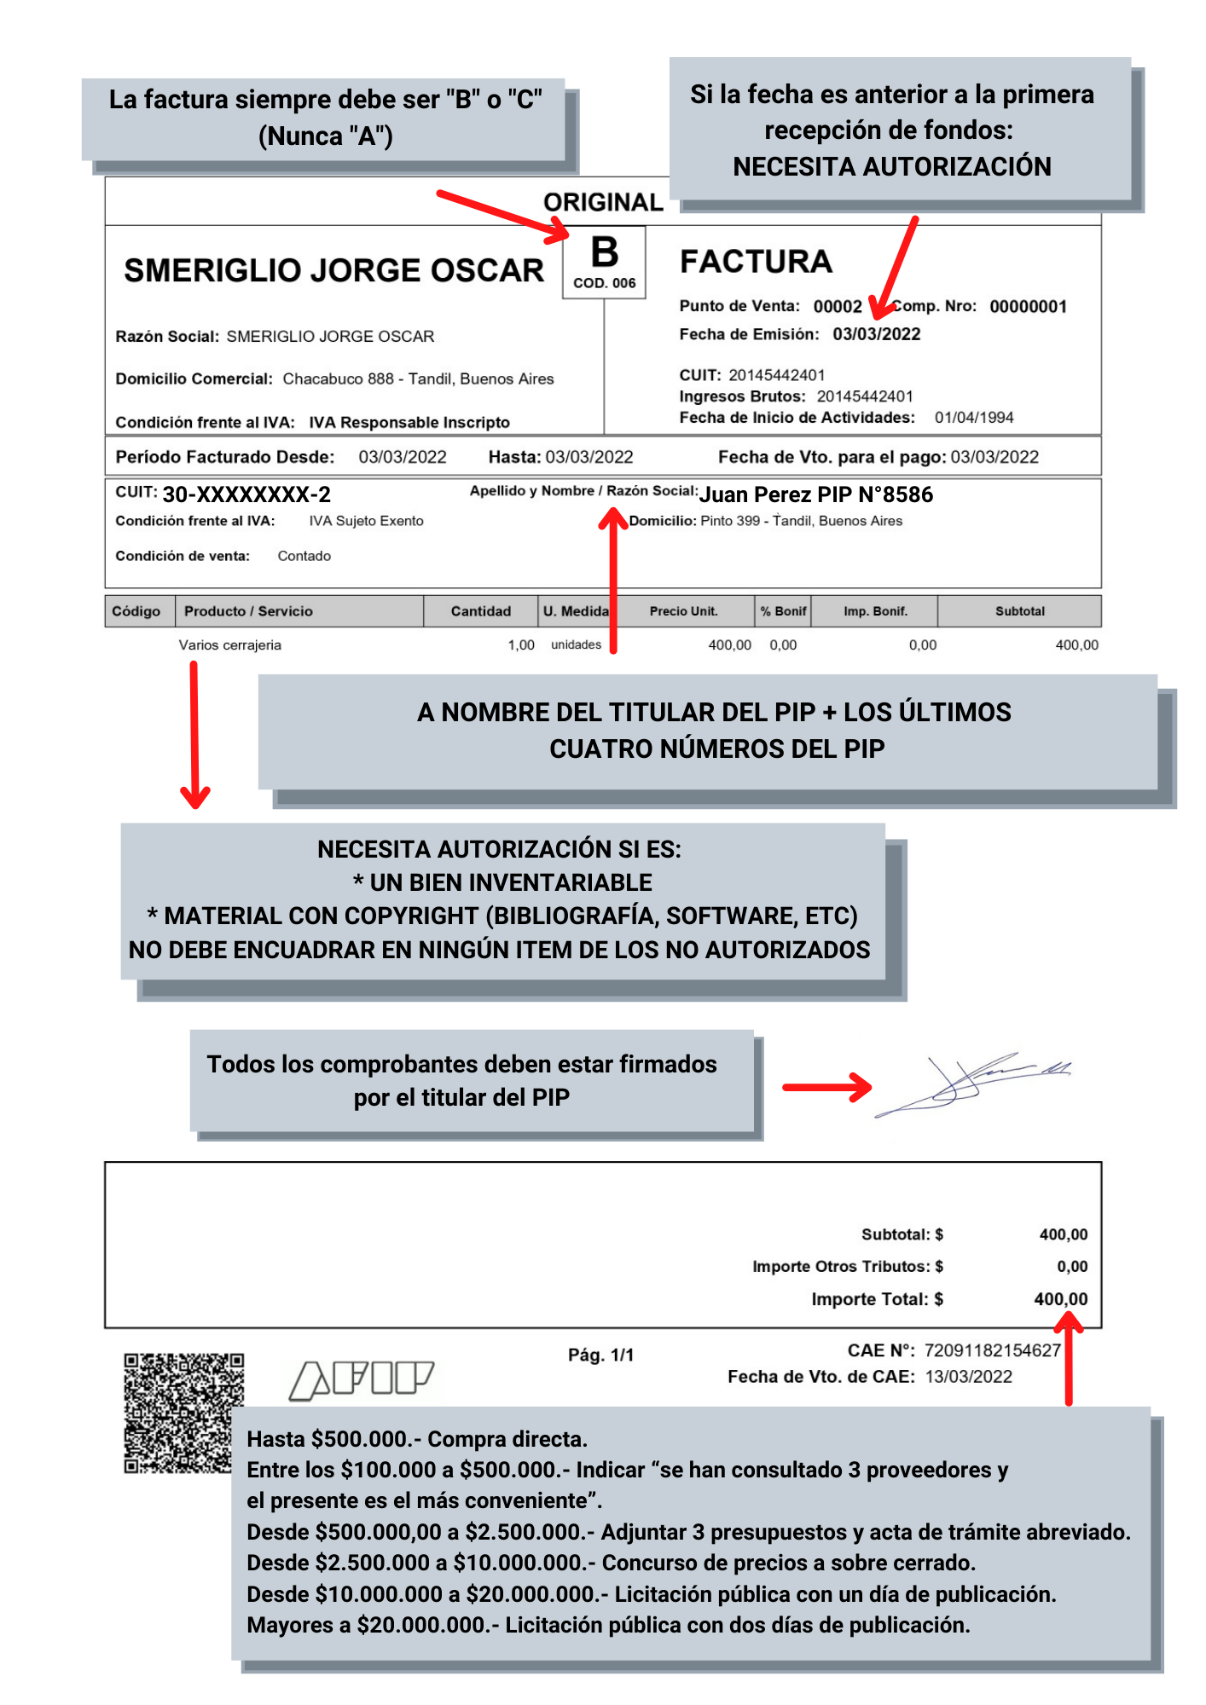 La factura siempre debe ser "B" o "C"
(Nunca "A")
Si la fecha es anterior a la primera
recepción de fondos:
NECESITA AUTORIZACIÓN
ORIGINAL
SMERIGLIO JORGE OSCAR
B
COD. 006
FACTURA
Punto de Venta: 00002 Comp. Nro: 00000001
Fecha de Emisión: 03/03/2022
Razón Social: SMERIGLIO JORGE OSCAR
Domicilio Comercial: Chacabuco 888 - Tandil, Buenos Aires
Condición frente al IVA: IVA Responsable Inscripto
CUIT: 20145442401
Ingresos Brutos: 20145442401
Fecha de Inicio de Actividades: 01/04/1994
Período Facturado Desde: 03/03/2022 Hasta: 03/03/2022 Fecha de Vto. para el pago: 03/03/2022
CUIT: 30-XXXXXXXX-2 Apellido y Nombre / Razón Social: Juan Perez PIP N°8586
Condición frente al IVA: IVA Sujeto Exento Domicilio: Pinto 399 - Tandil, Buenos Aires
Condición de venta: Contado
Código Producto / Servicio Cantidad U. Medida Precio Unit. % Bonif Imp. Bonif. Subtotal
Varios cerrajeria 1,00 unidades 400,00 0,00 0,00 400,00
A NOMBRE DEL TITULAR DEL PIP + LOS ÚLTIMOS
CUATRO NÚMEROS DEL PIP
NECESITA AUTORIZACIÓN SI ES:
* UN BIEN INVENTARIABLE
* MATERIAL CON COPYRIGHT (BIBLIOGRAFÍA, SOFTWARE, ETC)
NO DEBE ENCUADRAR EN NINGÚN ITEM DE LOS NO AUTORIZADOS
Todos los comprobantes deben estar firmados
por el titular del PIP
Subtotal: $ 400,00
Importe Otros Tributos: $ 0,00
Importe Total: $ 400,00
AFIP
Pág. 1/1
CAE N°: 72091182154627
Fecha de Vto. de CAE: 13/03/2022
Hasta $500.000.- Compra directa.
Entre los $100.000 a $500.000.- Indicar “se han consultado 3 proveedores y
el presente es el más conveniente”.
Desde $500.000,00 a $2.500.000.- Adjuntar 3 presupuestos y acta de trámite abreviado.
Desde $2.500.000 a $10.000.000.- Concurso de precios a sobre cerrado.
Desde $10.000.000 a $20.000.000.- Licitación pública con un día de publicación.
Mayores a $20.000.000.- Licitación pública con dos días de publicación.